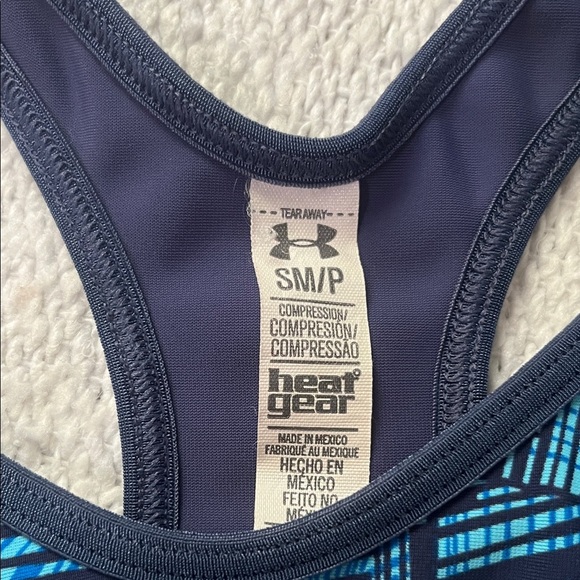 TEAR AWAY
SM/P
COMPRESSION/
COMPRESIÓN/
COMPRESSÃO
heat
gear
MADE IN MEXICO
FABRIQUÉ AU MEXIQUE
HECHO EN
MÉXICO
FEITO NO